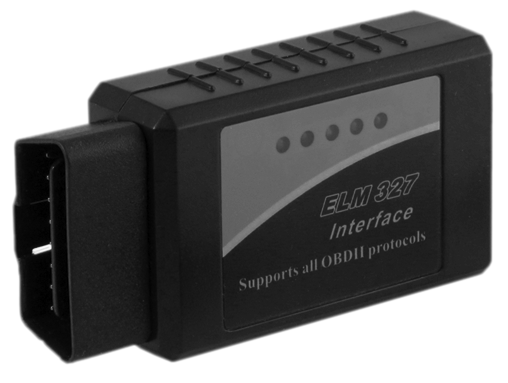 ELM 327
Interface
Supports all OBDII protocols